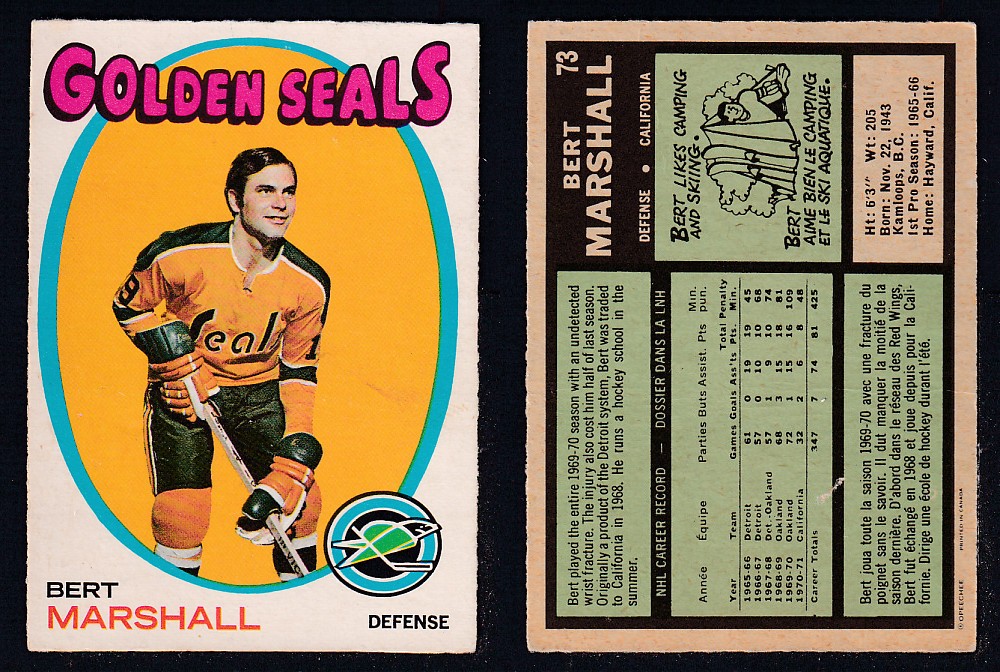 GOLDEN SEALS
19
Seals
1
BERT
MARSHALL
DEFENSE
73
BERT
MARSHALL
DEFENSE • CALIFORNIA
BERT LIKES CAMPING
AND SKIING.
BERT
AIME BIEN LE CAMPING
ET LE SKI AQUATIQUE.
Ht: 6'3" Wt: 205
Born: Nov. 22, 1943
Kamloops, B.C.
1st Pro Season: 1965-66
Home: Hayward, Calif.
Bert played the entire 1969-70 season with an undetected
wrist fracture. The injury also cost him half of last season.
Originally a product of the Detroit system, Bert was traded
to California in 1968. He runs a hockey school in the
summer.
NHL CAREER RECORD — DOSSIER DANS LA LNH
Min.
Année Équipe Parties Buts Assist. Pts pun.
Total Penalty
Year Team Games Goals Ass'ts Pts. Min.
1965-66 Detroit 61 0 19 19 45
1966-67 Detroit 57 0 10 10 68
1967-68 Det.-Oakland 57 1 9 10 74
1968-69 Oakland 68 3 15 18 81
1969-70 Oakland 72 1 15 16 109
1970-71 California 32 2 6 8 48
Career Totals 347 7 74 81 425
Bert joua toute la saison 1969-70 avec une fracture du
poignet sans le savoir. Il dut manquer la moitié de la
saison dernière. D'abord dans le réseau des Red Wings,
Bert fut échangé en 1968 et joue depuis pour la Cali-
fornie. Dirige une école de hockey durant l'été.
© OPEECHEE PRINTED IN CANADA